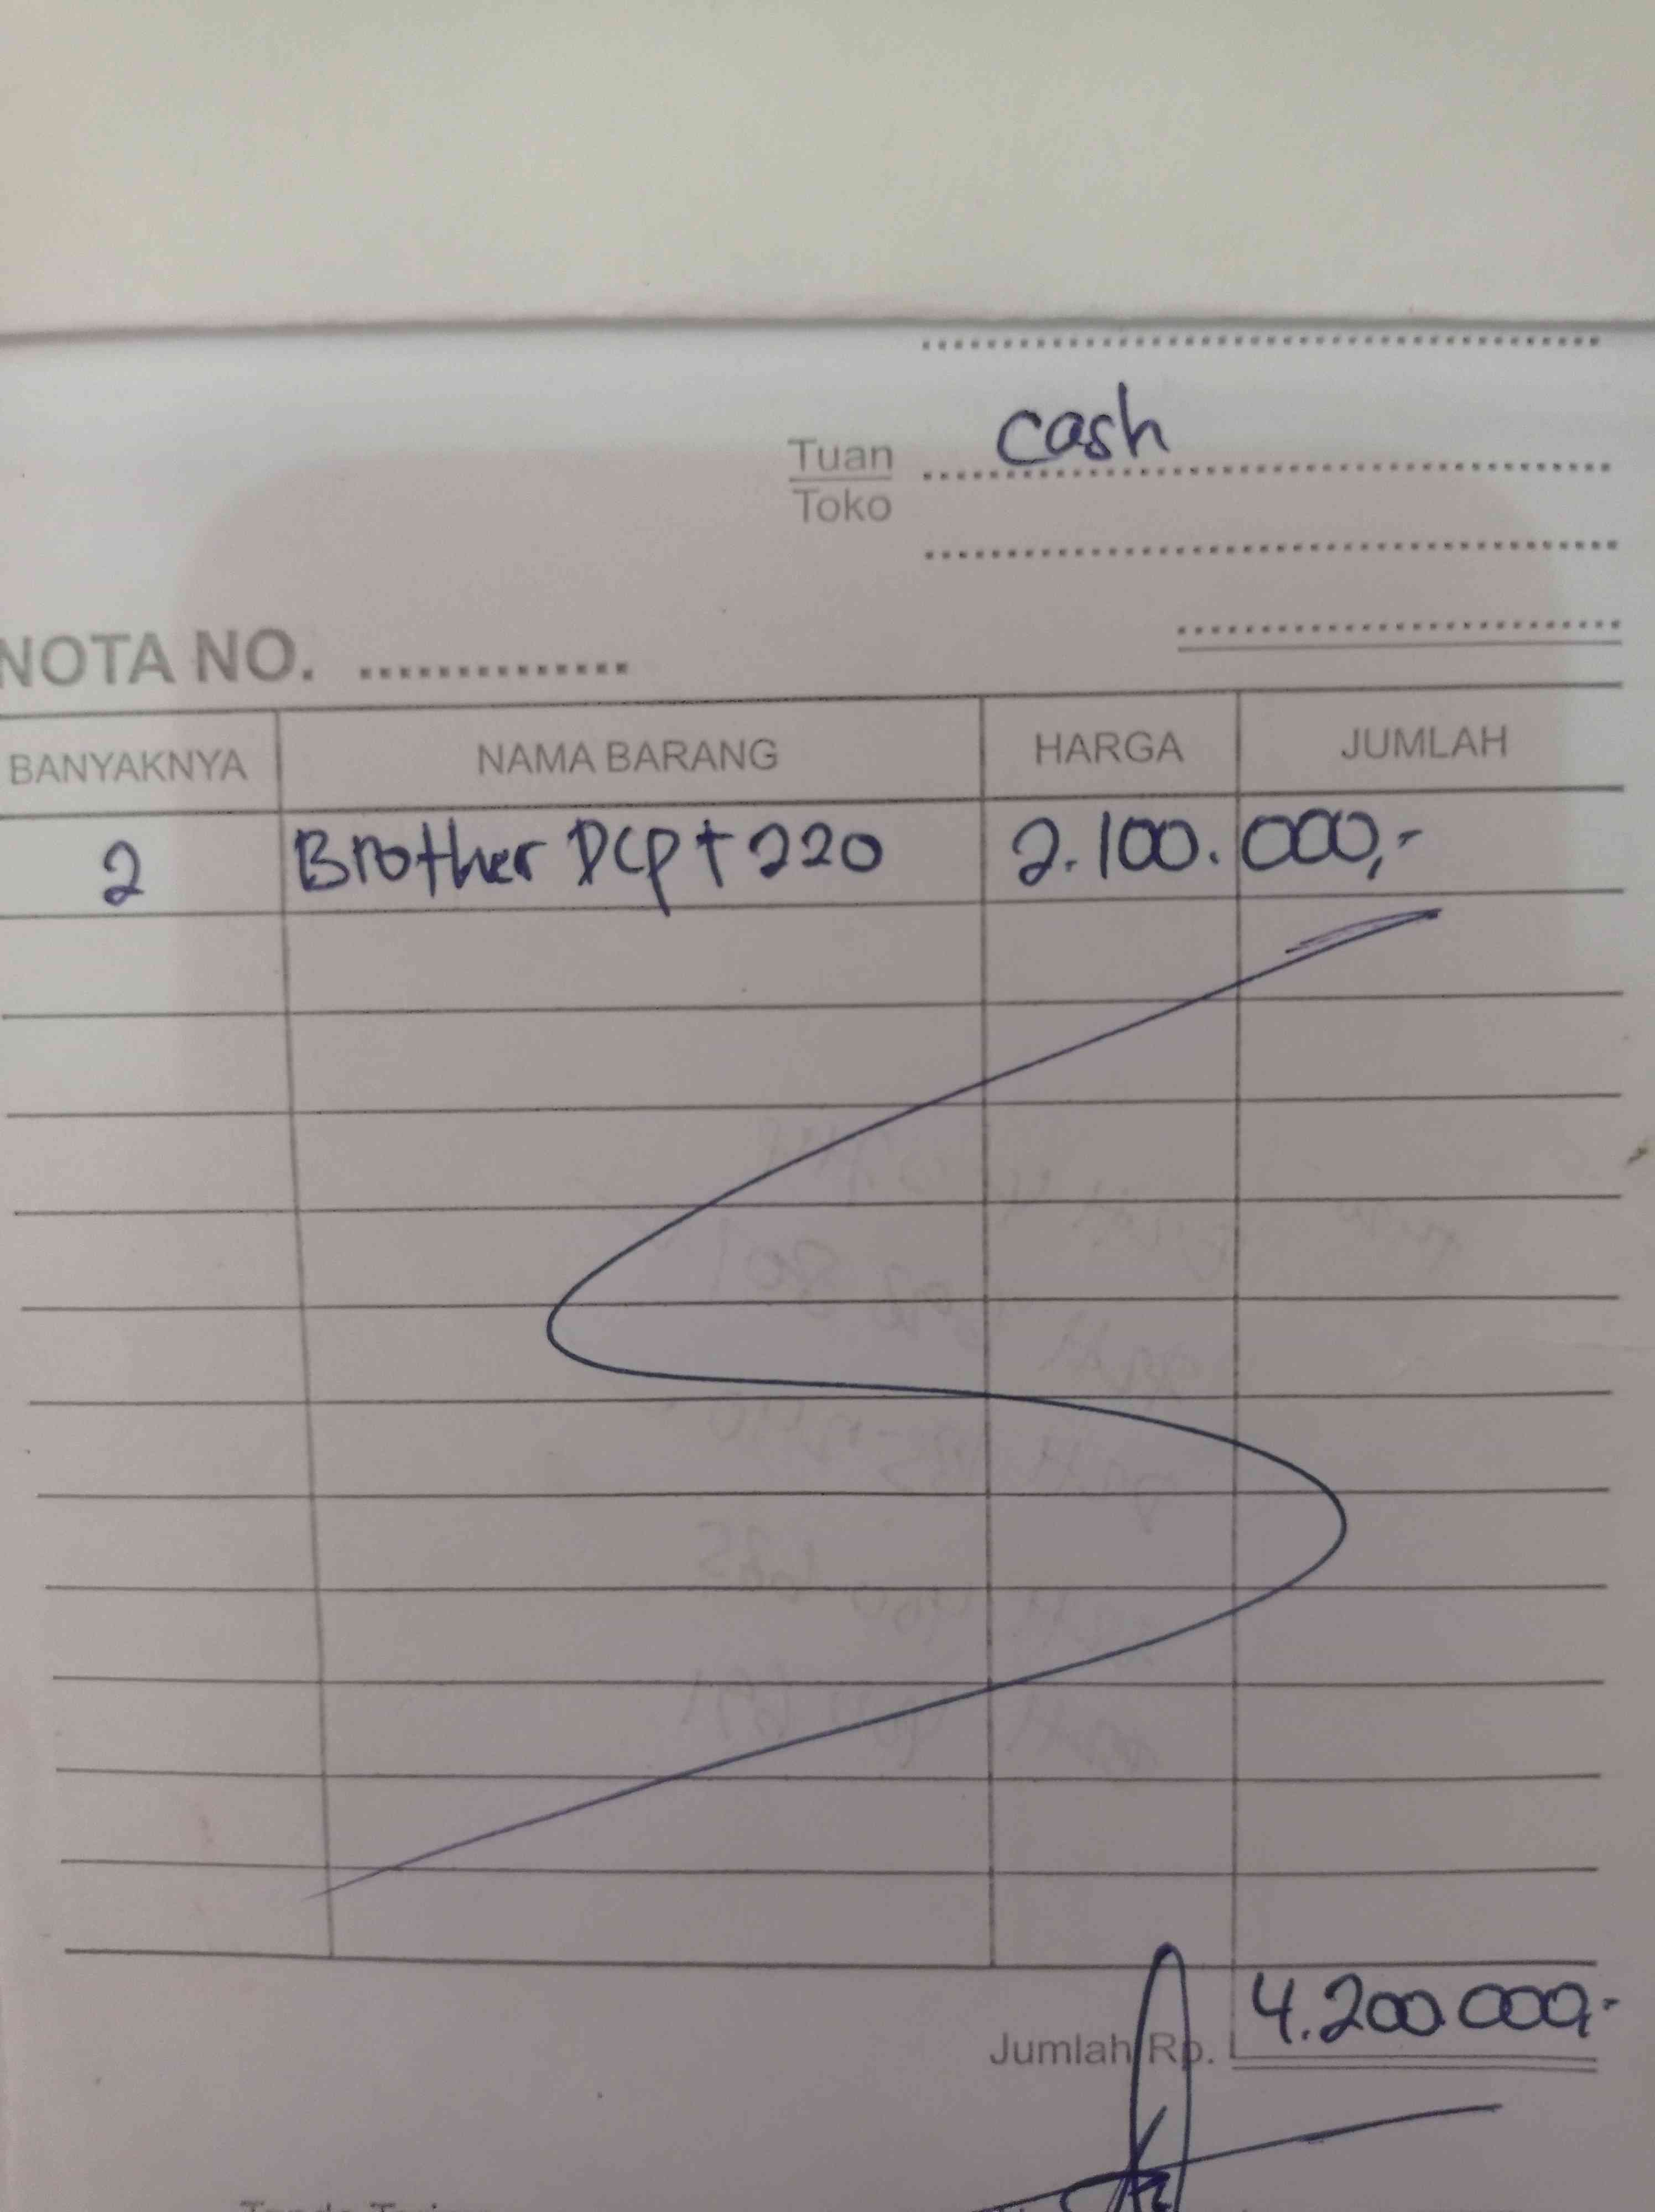 cash
Tuan
Toko
NOTA NO. ..............
BANYAKNYA NAMA BARANG HARGA JUMLAH
2 Brother DCP T 220 2.100.000,-
Jumlah Rp. 4.200.000,-